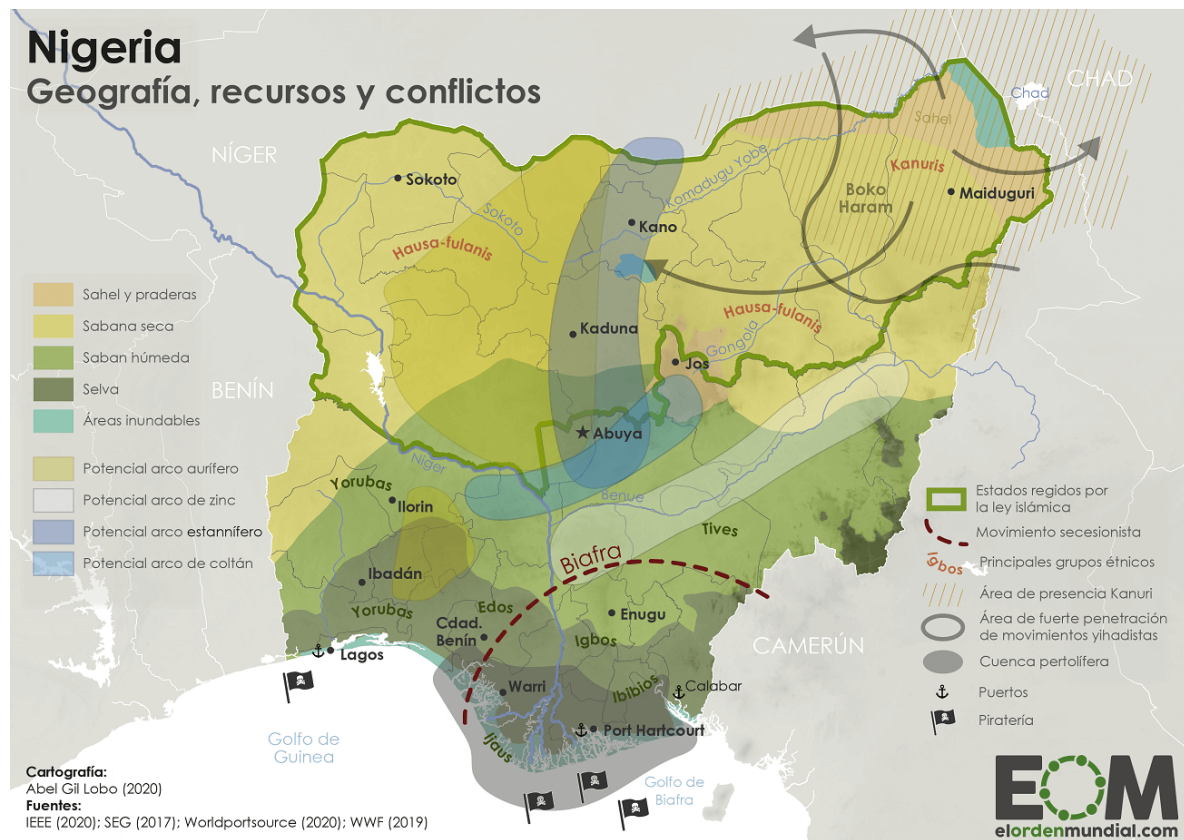 Nigeria
Geografía, recursos y conflictos
CHAD
Chad
NÍGER
Sahel
Kanuris
Komadugu Yobe
Sokoto
Boko
Haram
Maiduguri
Sokoto
Kano
Hausa-fulanis
Hausa-fulanis
Kaduna
Gongola
Jos
Sahel y praderas
Sabana seca
Saban húmeda
Selva
Áreas inundables
Potencial arco aurífero
Potencial arco de zinc
Potencial arco estannífero
Potencial arco de coltán
BENÍN
Abuya
Níger
Benue
Yorubas
Ilorin
Tives
Biafra
Ibadán
Yorubas
Edos
Enugu
Cdad.
Benín
Igbos
Lagos
Warri
Ibibios
Calabar
Port Hartcourt
Ijaus
CAMERÚN
Golfo de
Guinea
Golfo de
Biafra
Estados regidos por
la ley islámica
Movimiento secesionista
Igbos
Principales grupos étnicos
Área de presencia Kanuri
Área de fuerte penetración
de movimientos yihadistas
Cuenca pertolífera
Puertos
Piratería
Cartografía:
Abel Gil Lobo (2020)
Fuentes:
IEEE (2020); SEG (2017); Worldportsource (2020); WWF (2019)
EOM
elordenmundial.com